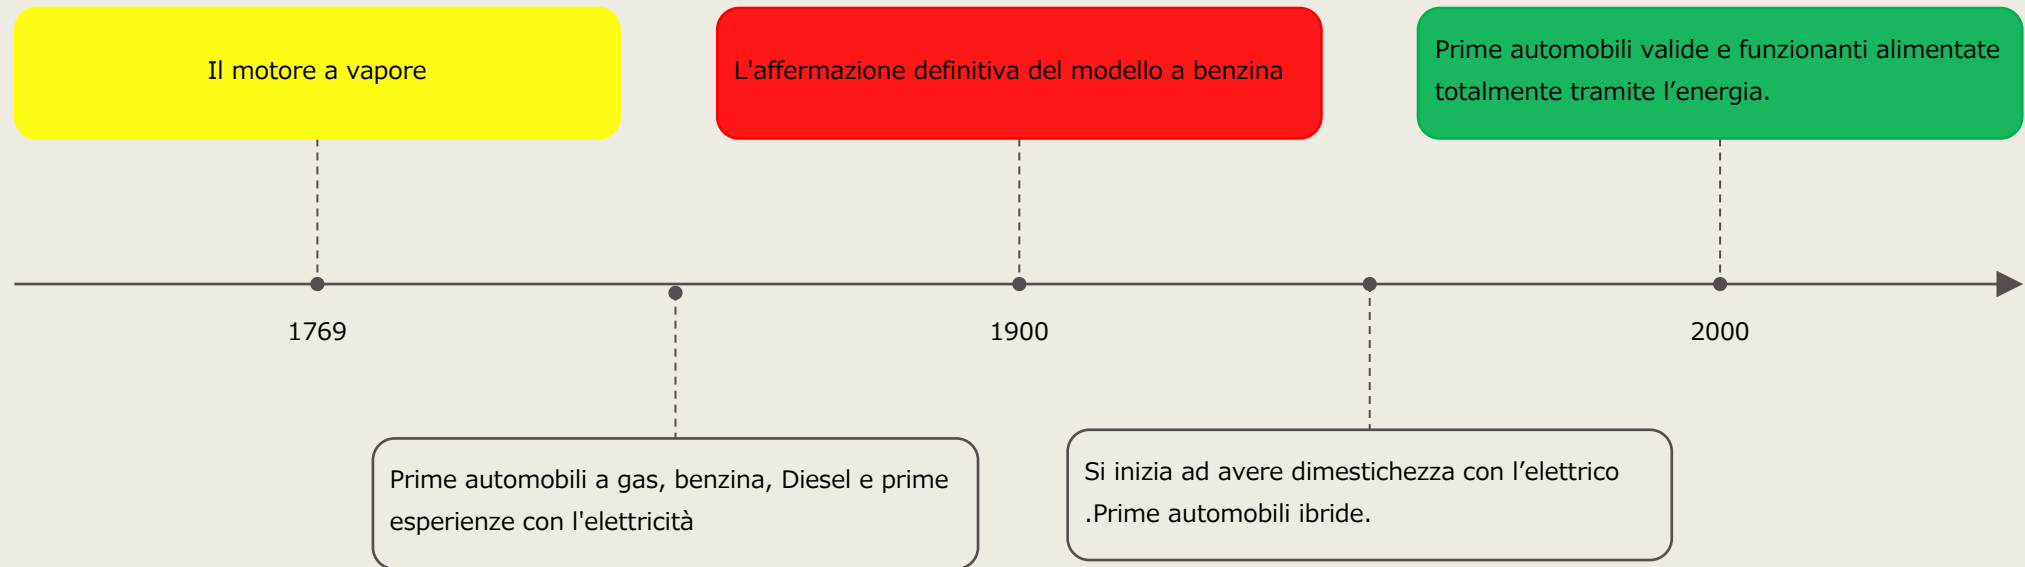 Il motore a vapore
L'affermazione definitiva del modello a benzina
Prime automobili valide e funzionanti alimentate
totalmente tramite l’energia.
1769
1900
2000
Prime automobili a gas, benzina, Diesel e prime
esperienze con l'elettricità
Si inizia ad avere dimestichezza con l’elettrico
.Prime automobili ibride.